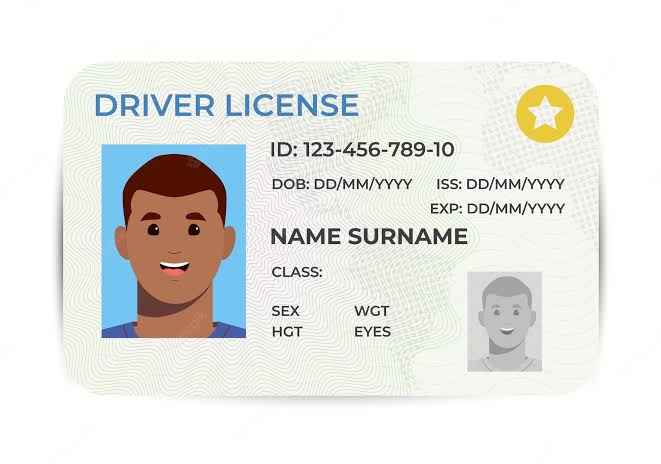 DRIVER LICENSE
ID: 123-456-789-10
DOB: DD/MM/YYYY ISS: DD/MM/YYYY
EXP: DD/MM/YYYY
NAME SURNAME
CLASS:
SEX WGT
HGT EYES